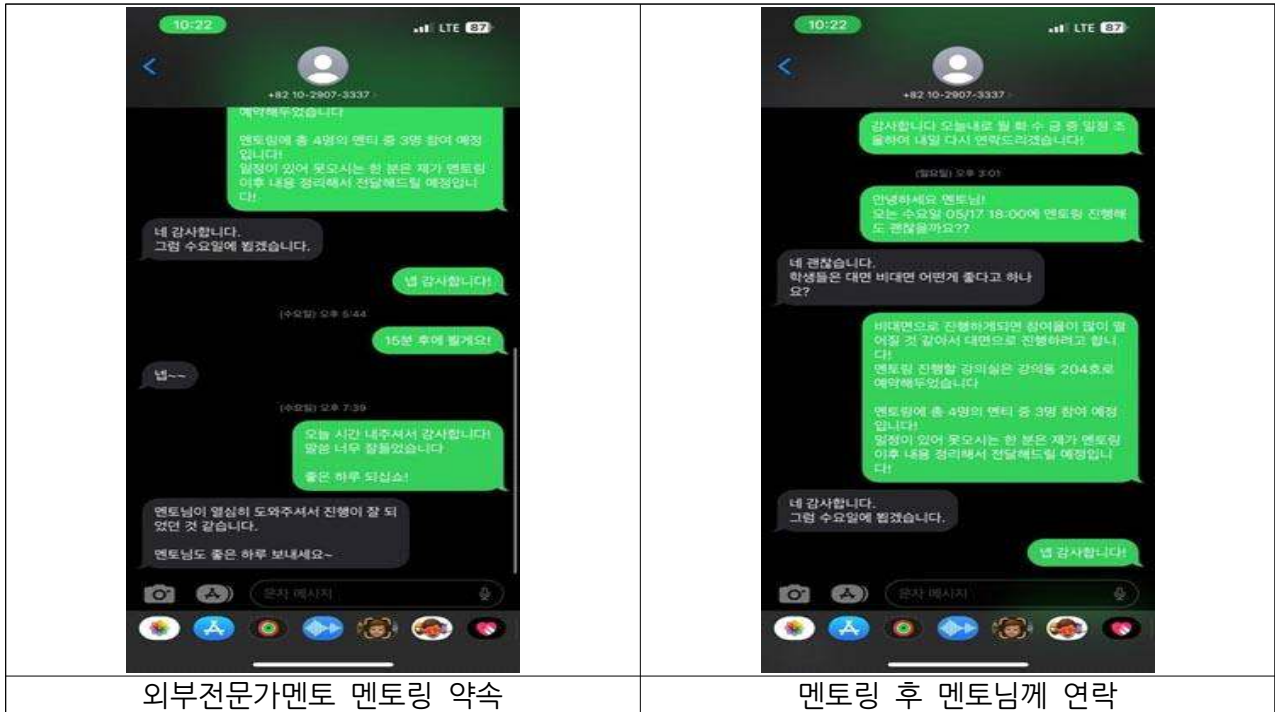 10:22
LTE 87
+82 10-2907-3337
예약해두었습니다
멘토링에 총 4명의 멘티 중 3명 참여 예정
입니다!
일정이 있어 못오시는 한 분은 제가 멘토링
이후 내용 정리해서 전달해드릴 예정입니
다!
네 감사합니다.
그럼 수요일에 뵙겠습니다.
넵 감사합니다!
(수요일) 오후 5:44
15분 후에 뵐게요!
넵~~
(수요일) 오후 7:39
오늘 시간 내주셔서 감사합니다!
말씀 너무 잘들었습니다
좋은 하루 되십쇼!
멘토님이 열심히 도와주셔서 진행이 잘 되
었던 것 같습니다.
멘토님도 좋은 하루 보내세요~
문자 메시지
외부전문가멘토 멘토링 약속
10:22
LTE 87
+82 10-2907-3337
감사합니다 오늘내로 월 화 수 금 중 일정 조
율하여 내일 다시 연락드리겠습니다!
(일요일) 오후 3:01
안녕하세요 멘토님!
오는 수요일 05/17 18:00에 멘토링 진행해
도 괜찮을까요??
네 괜찮습니다.
학생들은 대면 비대면 어떤게 좋다고 하나
요?
비대면으로 진행하게되면 참여율이 많이 떨
어질 것 같아서 대면으로 진행하려고 합니
다!
멘토링 진행할 강의실은 강의동 204호로
예약해두었습니다
멘토링에 총 4명의 멘티 중 3명 참여 예정
입니다!
일정이 있어 못오시는 한 분은 제가 멘토링
이후 내용 정리해서 전달해드릴 예정입니
다!
네 감사합니다.
그럼 수요일에 뵙겠습니다.
넵 감사합니다!
문자 메시지
멘토링 후 멘토님께 연락